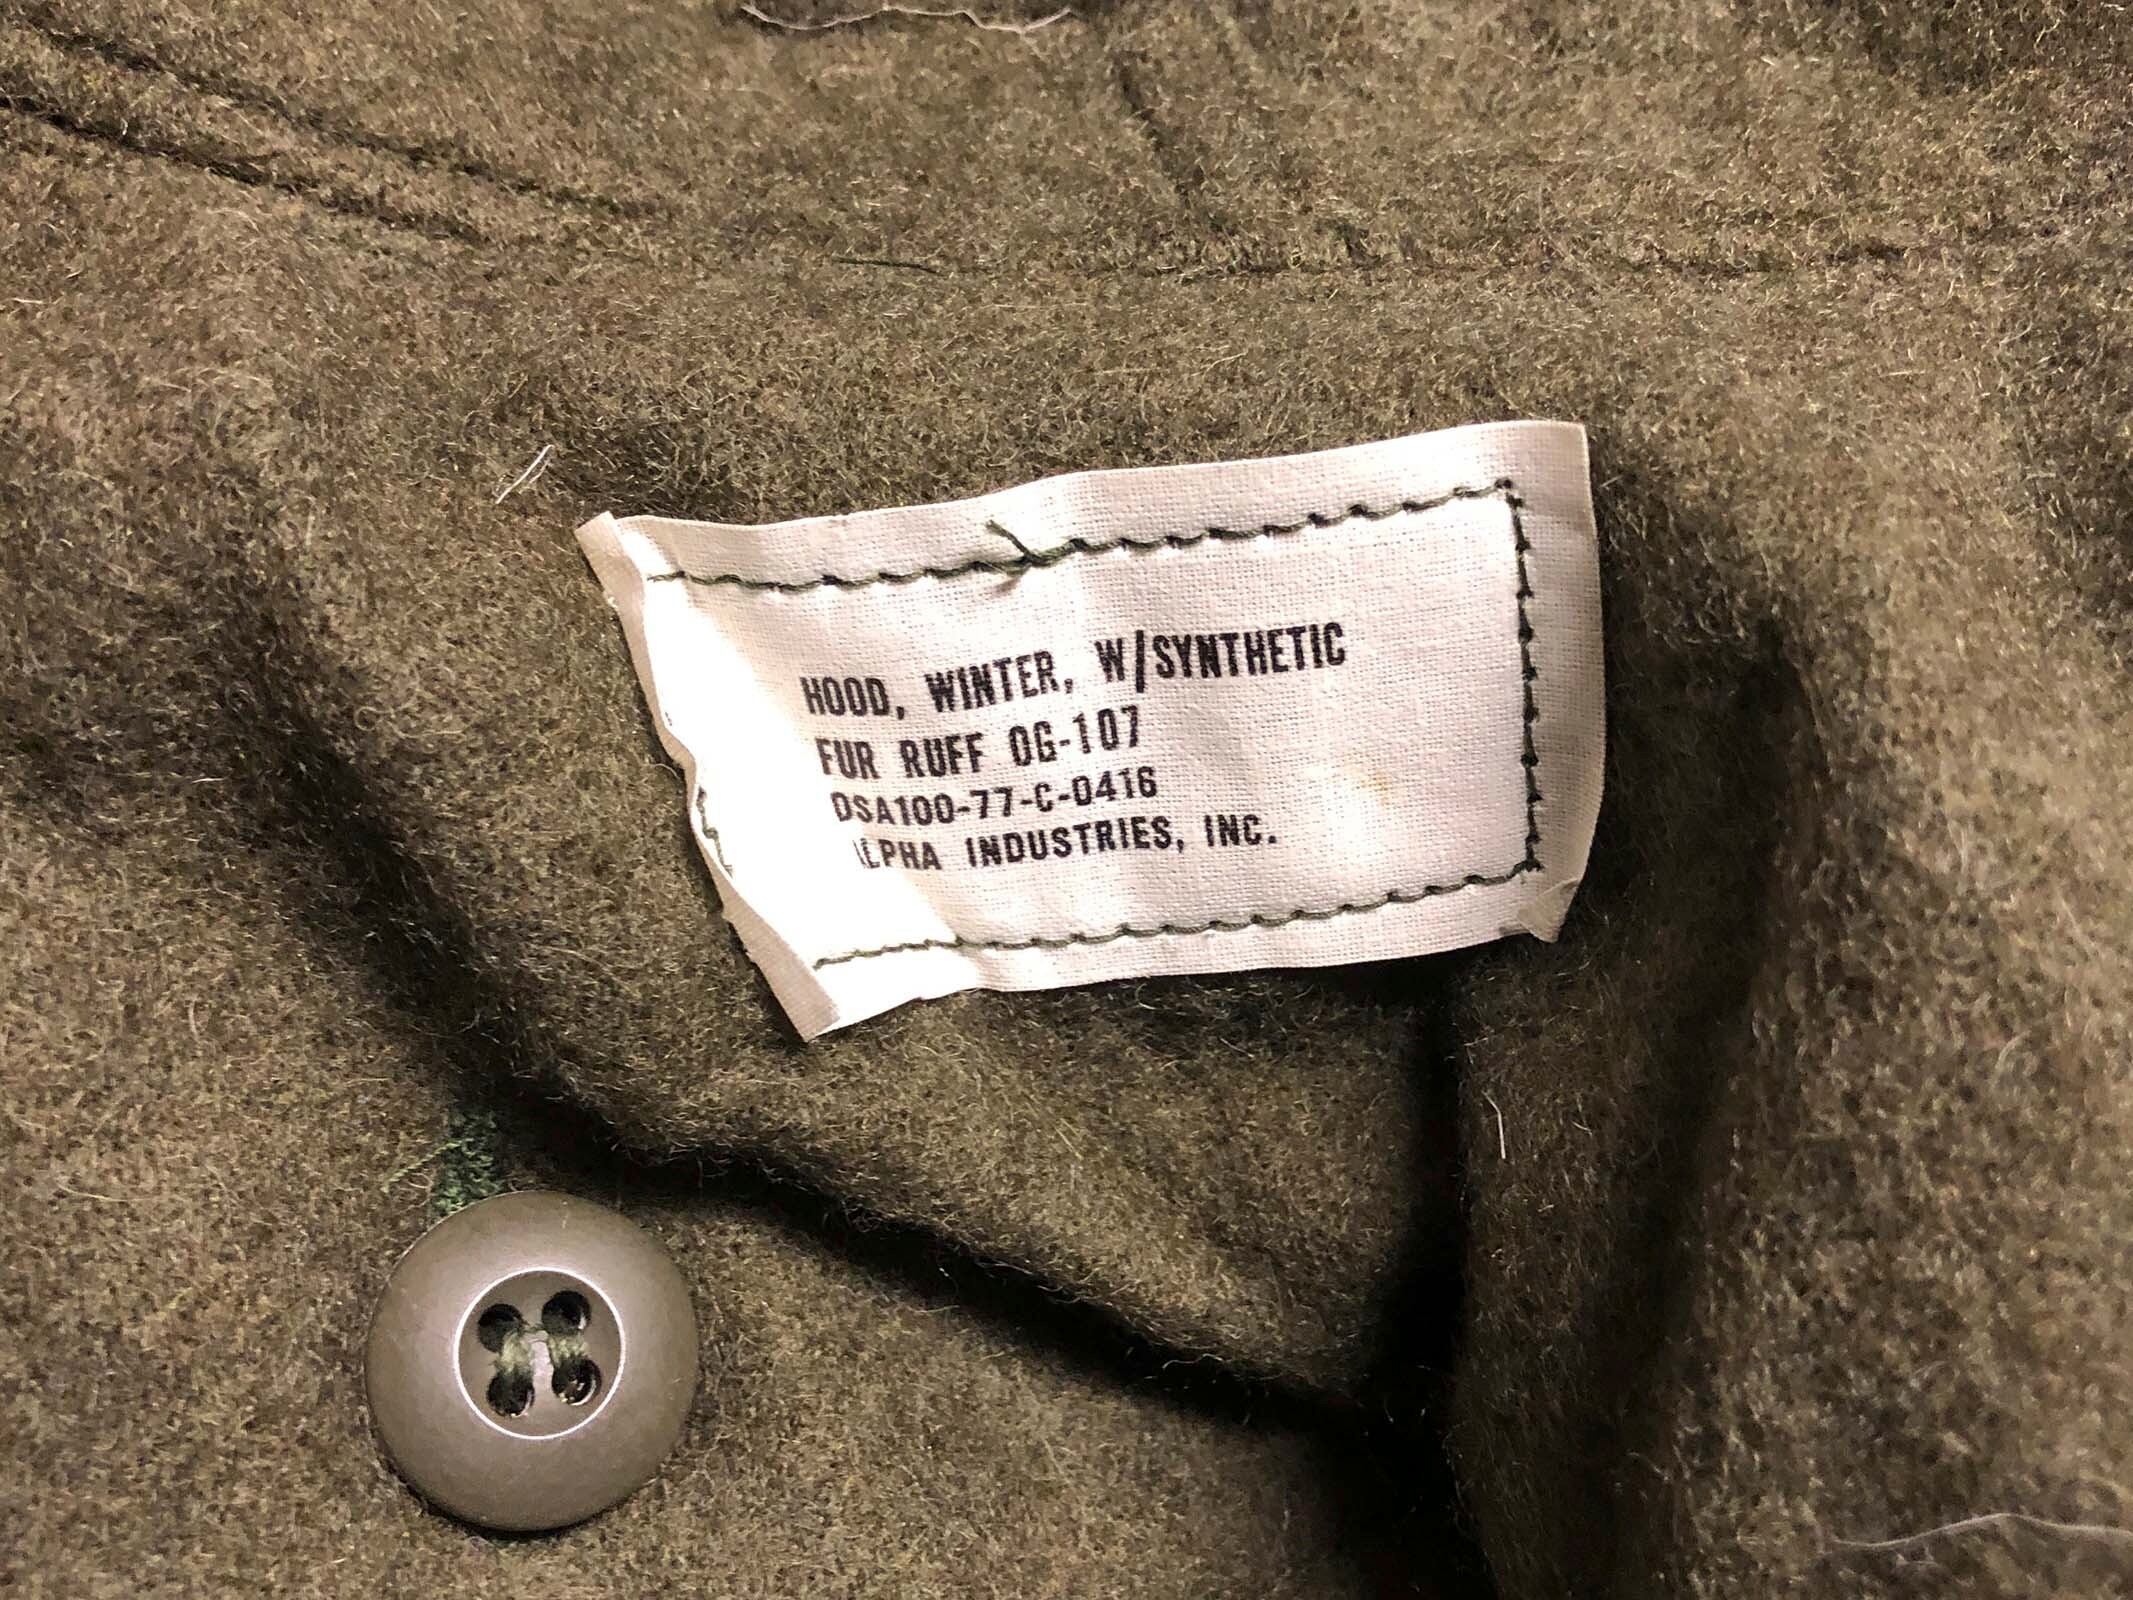 HOOD, WINTER, W/SYNTHETIC
FUR RUFF OG-107
DSA100-77-C-0416
ALPHA INDUSTRIES, INC.